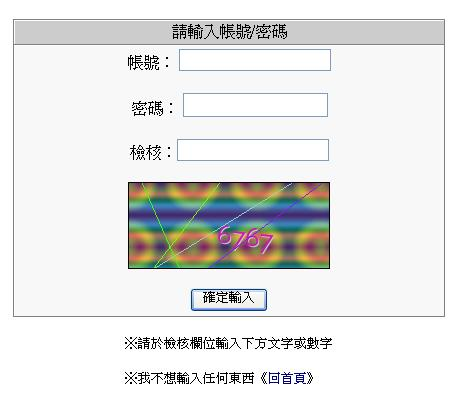 請輸入帳號/密碼
帳號：
密碼：
檢核：
6767
確定輸入
※請於檢核欄位輸入下方文字或數字
※我不想輸入任何東西《回首頁》